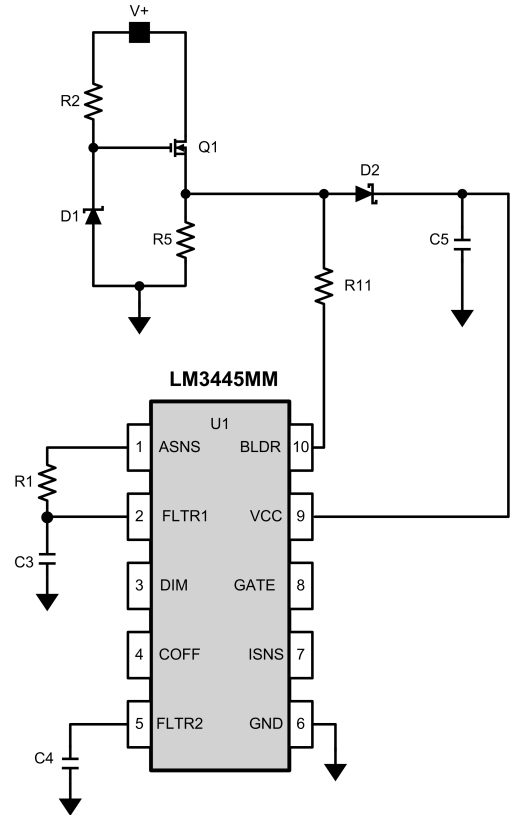 V+
R2
Q1
D2
D1
R5
C5
R11
LM3445MM
U1
1 ASNS BLDR 10
R1
2 FLTR1 VCC 9
C3
3 DIM GATE 8
4 COFF ISNS 7
5 FLTR2 GND 6
C4